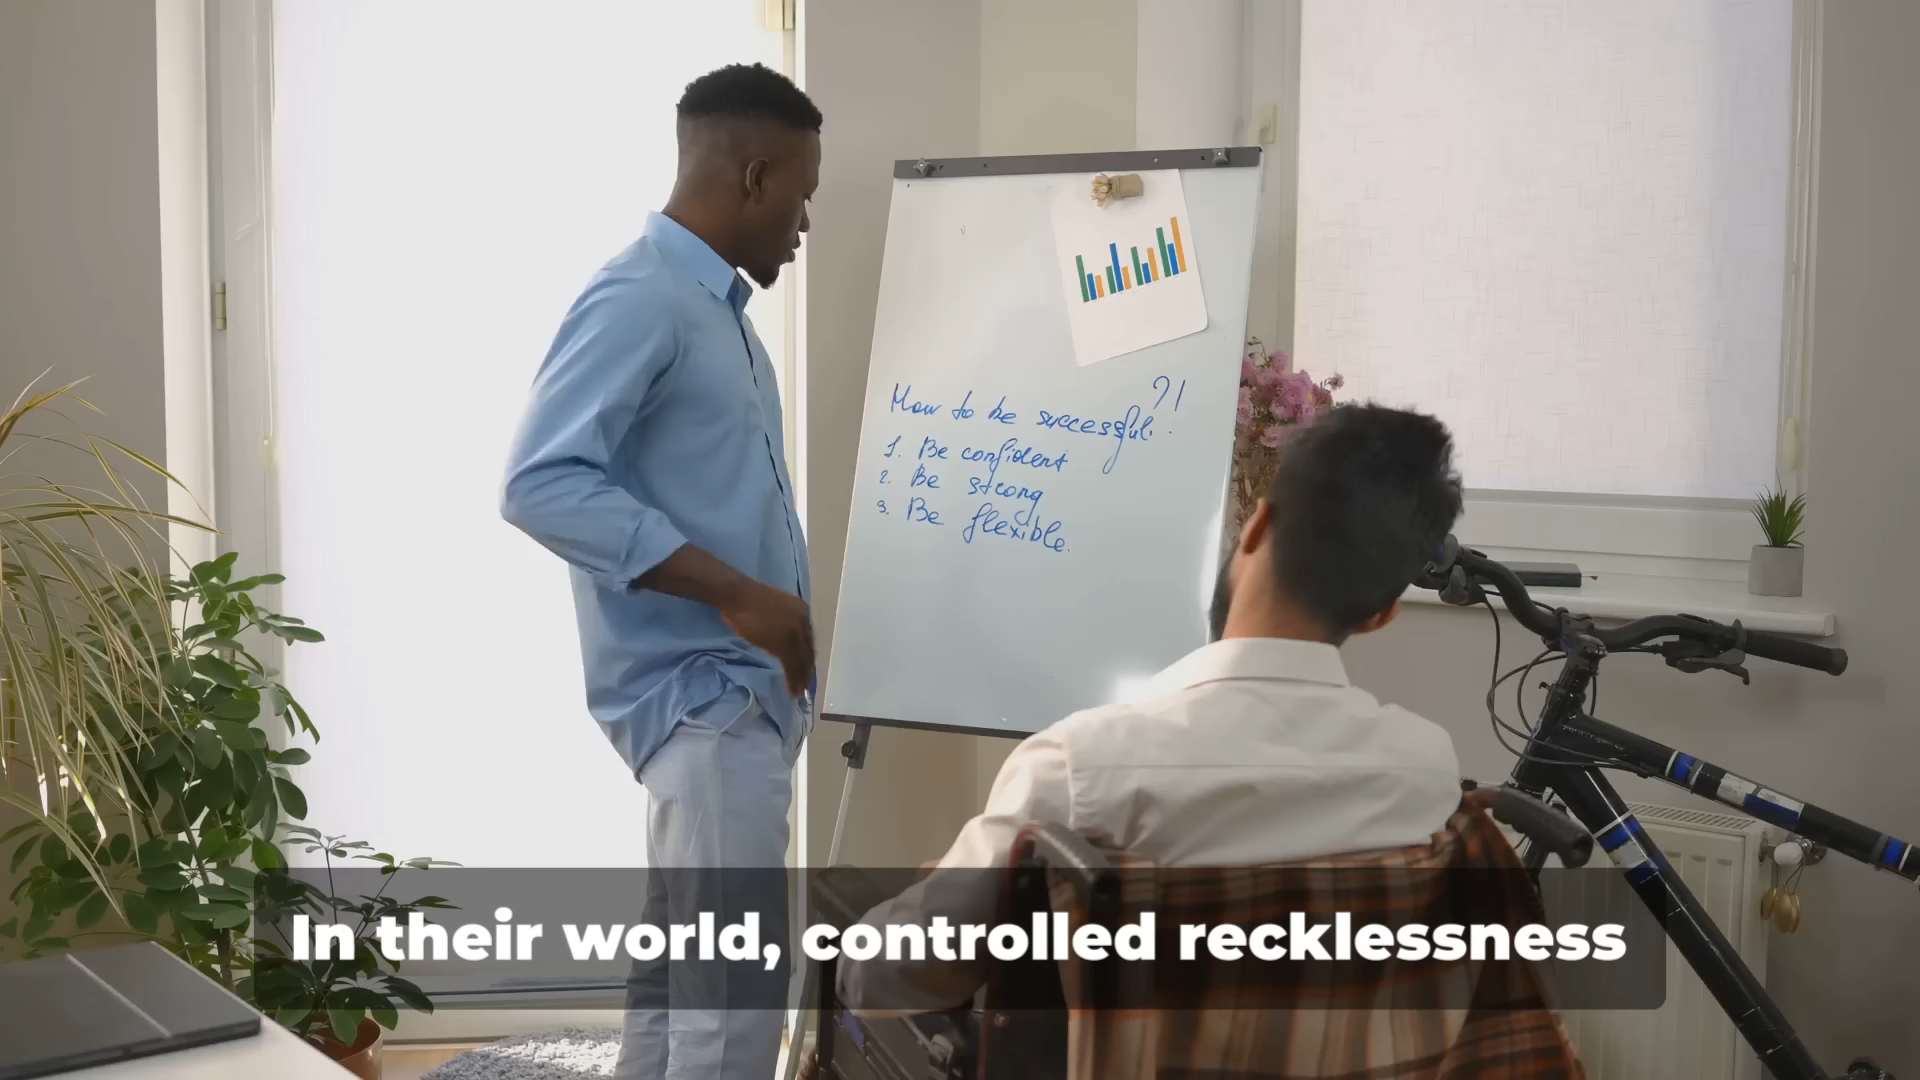 How to be successful?!
1. Be confident
2. Be strong
3. Be flexible.
In their world, controlled recklessness